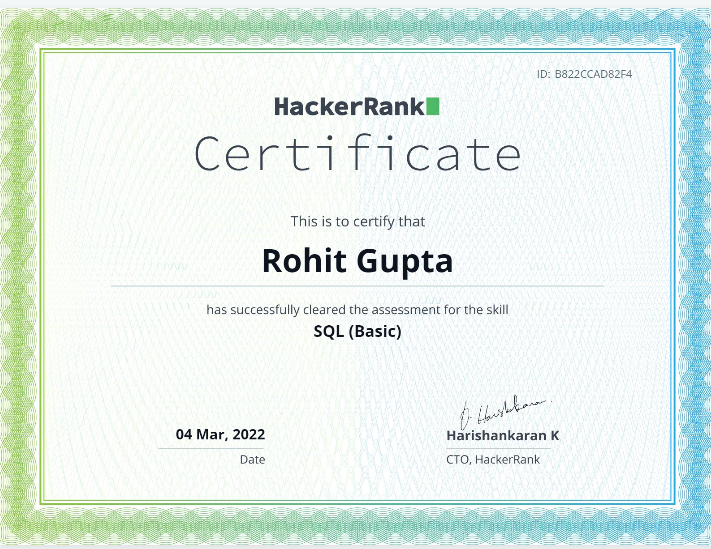 ID: B822CCAD82F4
HackerRank
Certificate
This is to certify that
Rohit Gupta
has successfully cleared the assessment for the skill
SQL (Basic)
04 Mar, 2022
Date
Harishankaran K
CTO, HackerRank